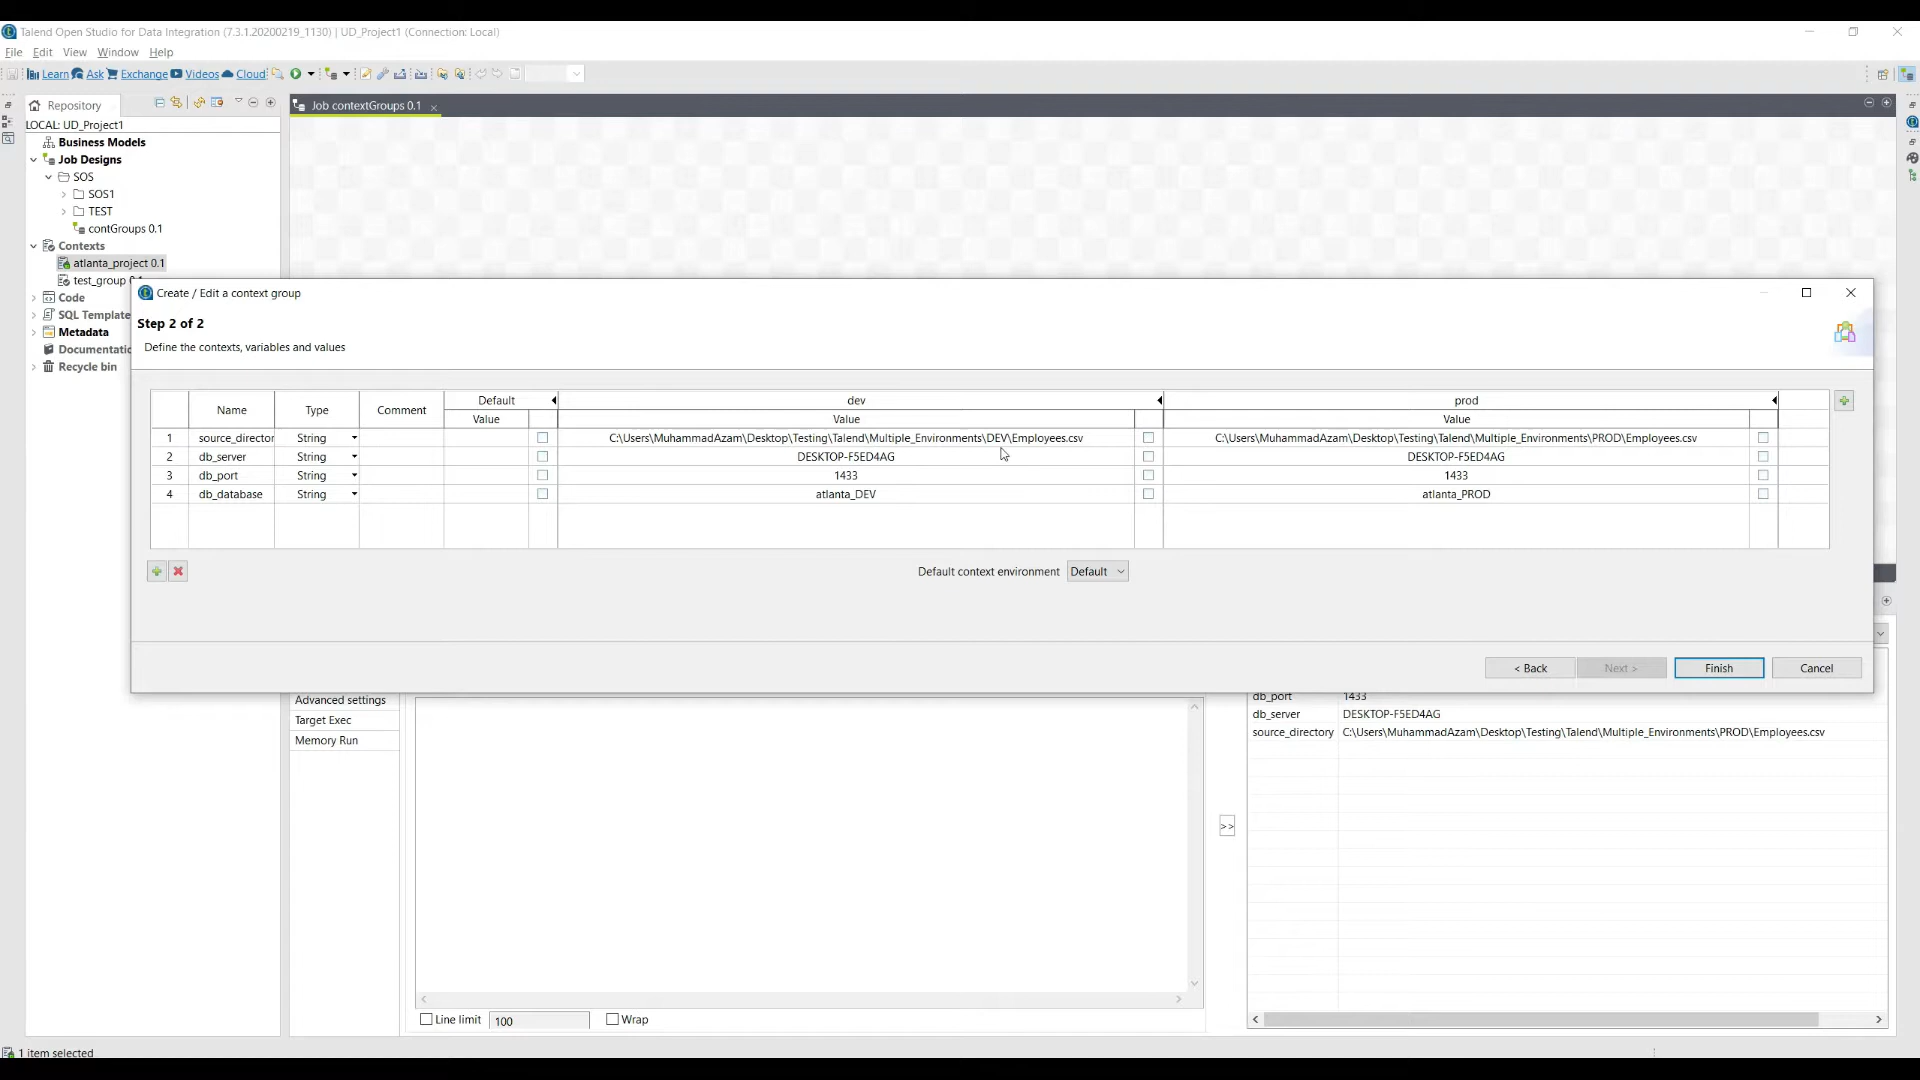 Talend Open Studio for Data Integration (7.3.1.20200219_1130) | UD_Project1 (Connection: Local)
File Edit View Window Help
Learn Ask Exchange Videos Cloud
Repository
Job contextGroups 0.1
LOCAL: UD_Project1
Business Models
Job Designs
SOS
SOS1
TEST
contGroups 0.1
Contexts
atlanta_project 0.1
test_group
Code
SQL Template
Metadata
Documentatic
Recycle bin
Create / Edit a context group
Step 2 of 2
Define the contexts, variables and values
Name Type Comment Default dev prod
Value Value Value
1 source_director String C:\Users\MuhammadAzam\Desktop\Testing\Talend\Multiple_Environments\DEV\Employees.csv C:\Users\MuhammadAzam\Desktop\Testing\Talend\Multiple_Environments\PROD\Employees.csv
2 db_server String DESKTOP-F5ED4AG DESKTOP-F5ED4AG
3 db_port String 1433 1433
4 db_database String atlanta_DEV atlanta_PROD
Default context environment Default
< Back Next > Finish Cancel
Advanced settings
Target Exec
Memory Run
db_port 1433
db_server DESKTOP-F5ED4AG
source_directory C:\Users\MuhammadAzam\Desktop\Testing\Talend\Multiple_Environments\PROD\Employees.csv
>>
Line limit 100 Wrap
1 item selected